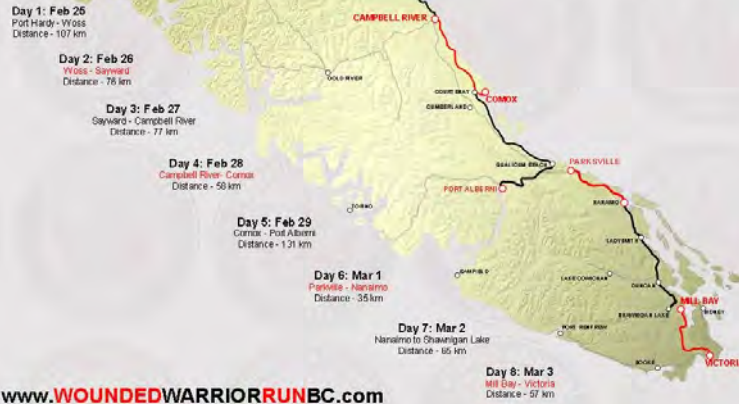 Day 1: Feb 25
Port Hardy - Woss
Distance - 107 km
Day 2: Feb 26
Woss - Sayward
Distance - 76 km
Day 3: Feb 27
Sayward - Campbell River
Distance - 77 km
Day 4: Feb 28
Campbell River- Comox
Distance - 58 km
Day 5: Feb 29
Comox - Port Alberni
Distance - 131 km
Day 6: Mar 1
Parkville - Nanaimo
Distance - 35 km
Day 7: Mar 2
Nanaimo to Shawnigan Lake
Distance - 65 km
Day 8: Mar 3
Mill Bay - Victoria
Distance - 57 km
CAMPBELL RIVER
GOLD RIVER
COURTENAY
COMOX
CUMBERLAND
QUALICUM BEACH
PARKSVILLE
PORT ALBERNI
NANAIMO
TOFINO
LADYSMITH
BAMFIELD
LAKE COWICHAN
DUNCAN
MILL BAY
SHAWNIGAN LAKE
SIDNEY
PORT RENFREW
SOOKE
VICTORI
www.WOUNDEDWARRIORRUNBC.com